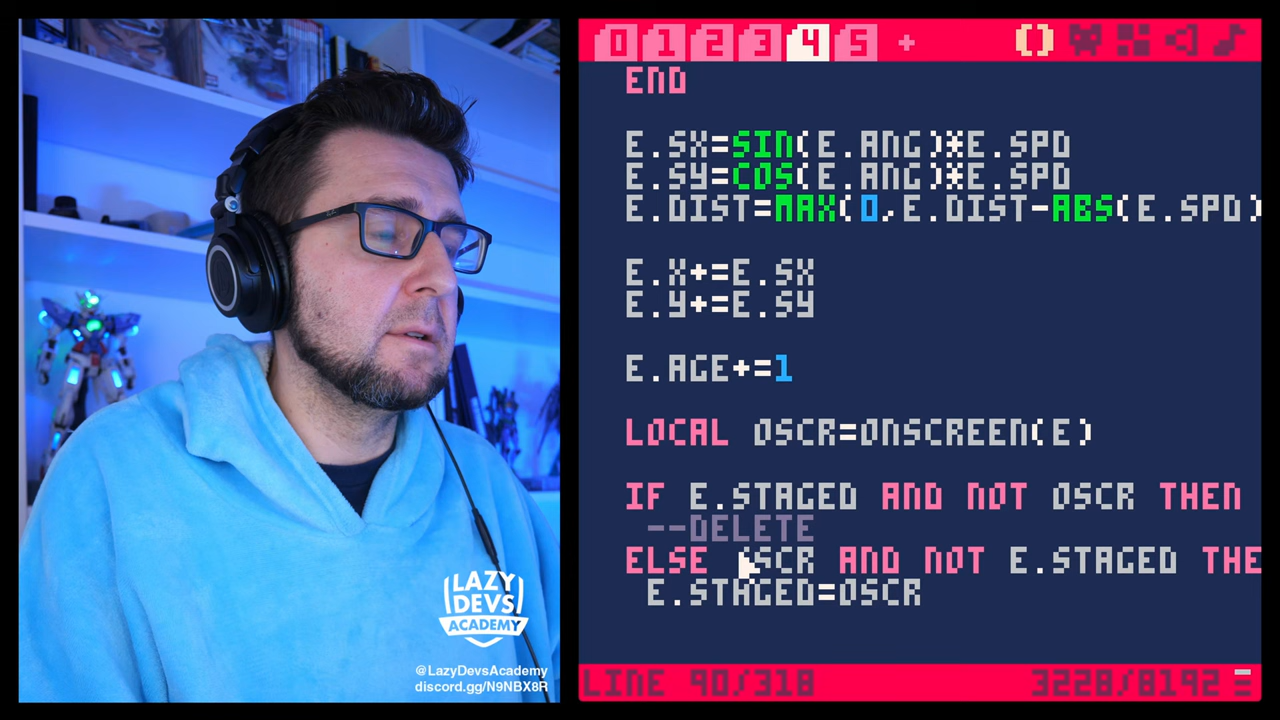 0 1 2 3 4 5 +
END
E.SX=SIN(E.ANG)*E.SPD
E.SY=COS(E.ANG)*E.SPD
E.DIST=MAX(0,E.DIST-ABS(E.SPD)
E.X+=E.SX
E.Y+=E.SY
E.AGE+=1
LOCAL OSCR=ONSCREEN(E)
IF E.STAGED AND NOT OSCR THEN
--DELETE
ELSE OSCR AND NOT E.STAGED THE
E.STAGED=OSCR
LINE 90/318 3228/8192
LAZY
DEVS
ACADEMY
@LazyDevsAcademy
discord.gg/N9NBX8R